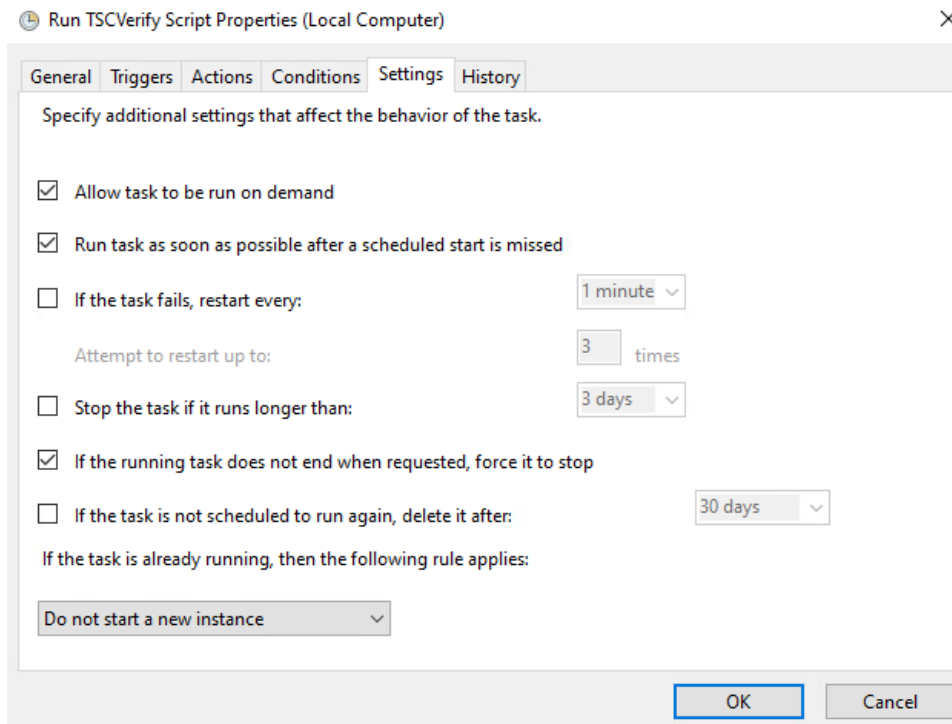 Run TSCVerify Script Properties (Local Computer)
General Triggers Actions Conditions Settings History
Specify additional settings that affect the behavior of the task.
Allow task to be run on demand
Run task as soon as possible after a scheduled start is missed
If the task fails, restart every: 1 minute
Attempt to restart up to: 3 times
Stop the task if it runs longer than: 3 days
If the running task does not end when requested, force it to stop
If the task is not scheduled to run again, delete it after: 30 days
If the task is already running, then the following rule applies:
Do not start a new instance
OK Cancel